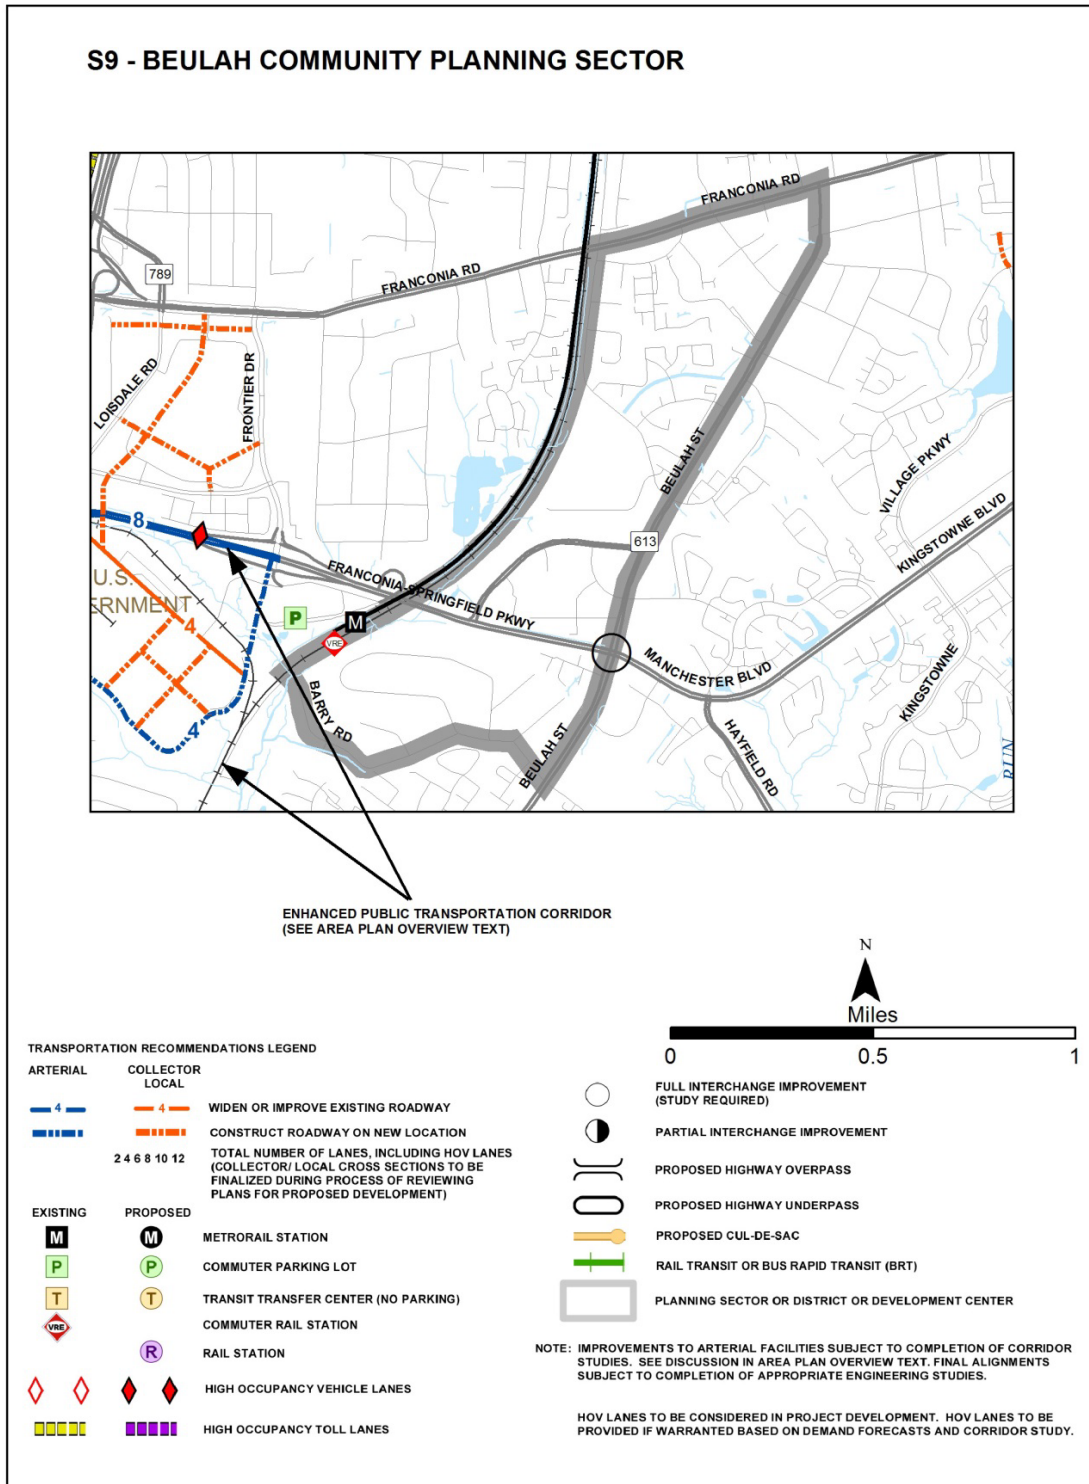 S9 - BEULAH COMMUNITY PLANNING SECTOR
FRANCONIA RD
789
FRANCONIA RD
LOISDALE RD
FRONTIER DR
BEULAH ST
VILLAGE PKWY
KINGSTOWNE BLVD
8
613
FRANCONIA-SPRINGFIELD PKWY
U.S.
ERNMENT
P
M
VRE
4
MANCHESTER BLVD
KINGSTOWNE
BARRY RD
HAYFIELD RD
BEULAH ST
4
RUN
ENHANCED PUBLIC TRANSPORTATION CORRIDOR
(SEE AREA PLAN OVERVIEW TEXT)
N
Miles
0 0.5 1
TRANSPORTATION RECOMMENDATIONS LEGEND
ARTERIAL COLLECTOR
LOCAL
4 4 WIDEN OR IMPROVE EXISTING ROADWAY
CONSTRUCT ROADWAY ON NEW LOCATION
2 4 6 8 10 12 TOTAL NUMBER OF LANES, INCLUDING HOV LANES
(COLLECTOR/ LOCAL CROSS SECTIONS TO BE
FINALIZED DURING PROCESS OF REVIEWING
PLANS FOR PROPOSED DEVELOPMENT)
EXISTING PROPOSED
M M METRORAIL STATION
P P COMMUTER PARKING LOT
T T TRANSIT TRANSFER CENTER (NO PARKING)
VRE COMMUTER RAIL STATION
R RAIL STATION
HIGH OCCUPANCY VEHICLE LANES
HIGH OCCUPANCY TOLL LANES
FULL INTERCHANGE IMPROVEMENT
(STUDY REQUIRED)
PARTIAL INTERCHANGE IMPROVEMENT
PROPOSED HIGHWAY OVERPASS
PROPOSED HIGHWAY UNDERPASS
PROPOSED CUL-DE-SAC
RAIL TRANSIT OR BUS RAPID TRANSIT (BRT)
PLANNING SECTOR OR DISTRICT OR DEVELOPMENT CENTER
NOTE: IMPROVEMENTS TO ARTERIAL FACILITIES SUBJECT TO COMPLETION OF CORRIDOR
STUDIES. SEE DISCUSSION IN AREA PLAN OVERVIEW TEXT. FINAL ALIGNMENTS
SUBJECT TO COMPLETION OF APPROPRIATE ENGINEERING STUDIES.
HOV LANES TO BE CONSIDERED IN PROJECT DEVELOPMENT. HOV LANES TO BE
PROVIDED IF WARRANTED BASED ON DEMAND FORECASTS AND CORRIDOR STUDY.